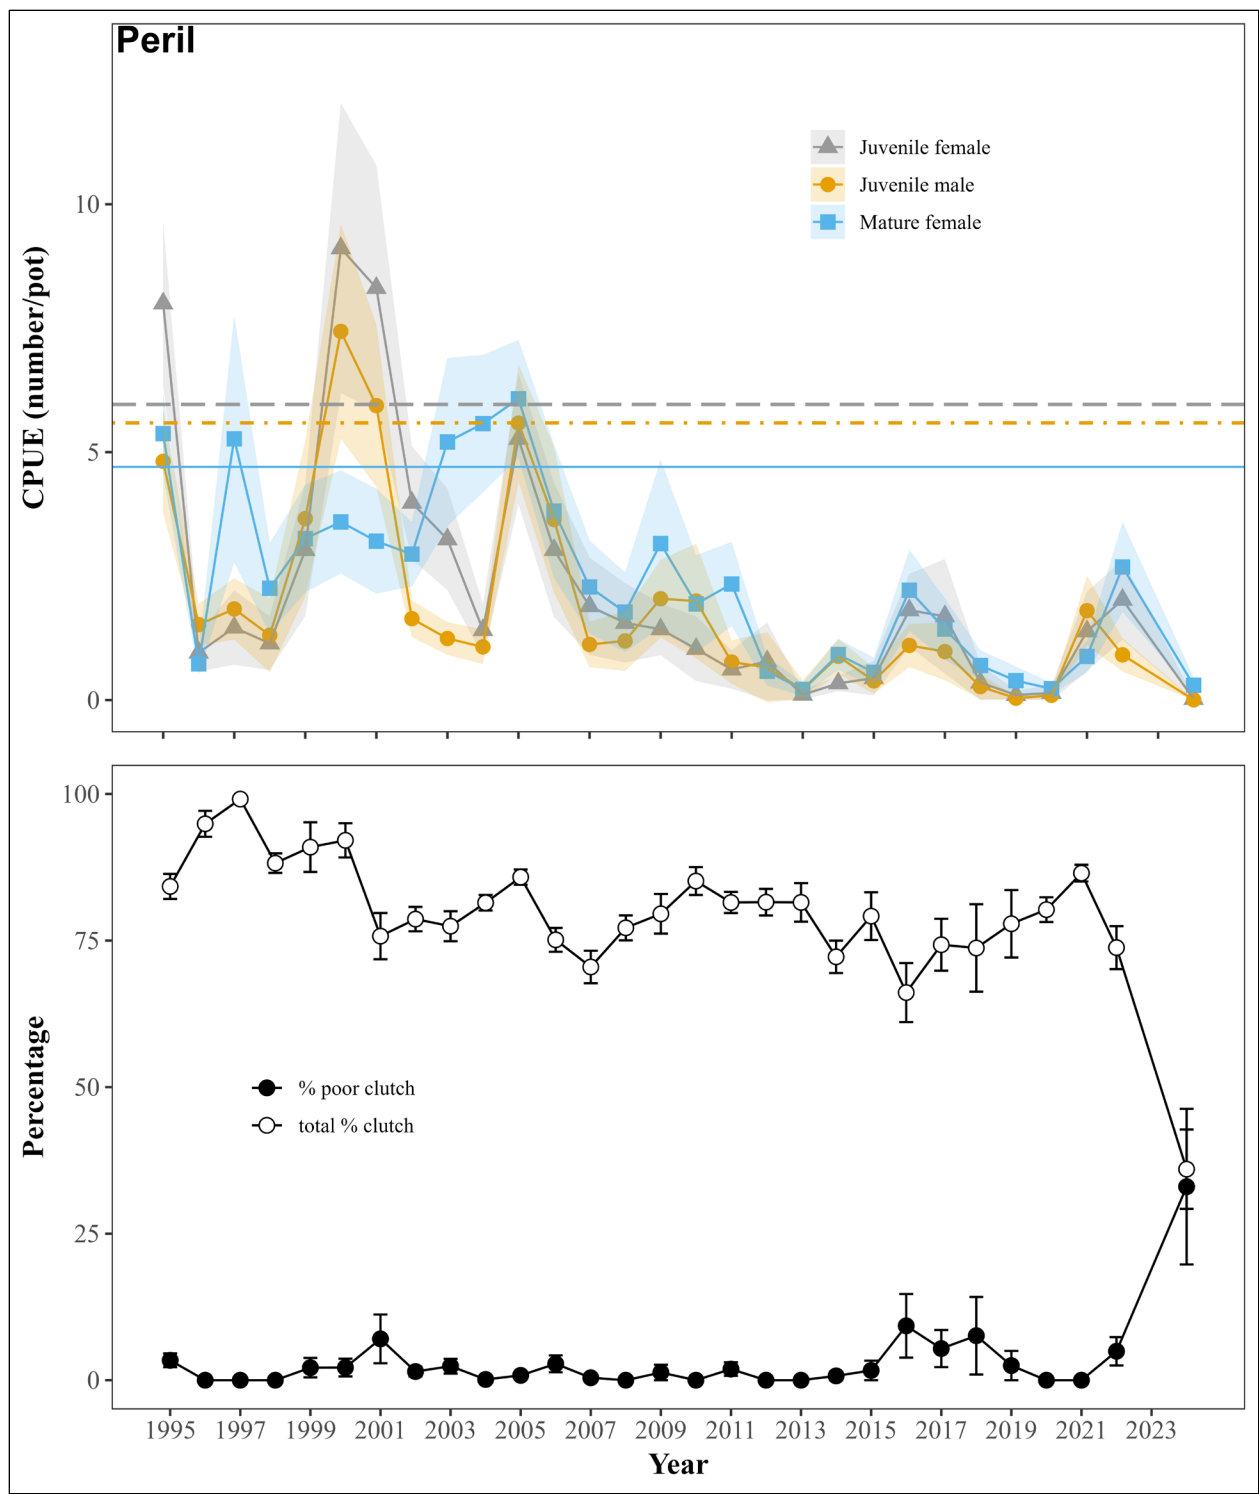 Peril
Juvenile female
Juvenile male
Mature female
10
5
0
CPUE (number/pot)
100
75
50
25
0
Percentage
% poor clutch
total % clutch
1995 1997 1999 2001 2003 2005 2007 2009 2011 2013 2015 2017 2019 2021 2023
Year